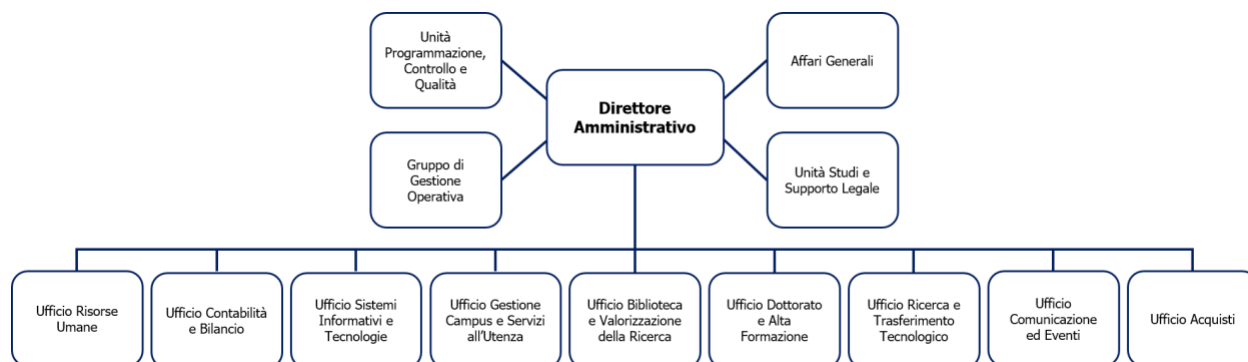 Unità
Programmazione,
Controllo e
Qualità
Affari Generali
Direttore
Amministrativo
Gruppo di
Gestione
Operativa
Unità Studi e
Supporto Legale
Ufficio Risorse
Umane
Ufficio Contabilità
e Bilancio
Ufficio Sistemi
Informativi e
Tecnologie
Ufficio Gestione
Campus e Servizi
all'Utenza
Ufficio Biblioteca
e Valorizzazione
della Ricerca
Ufficio Dottorato
e Alta
Formazione
Ufficio Ricerca e
Trasferimento
Tecnologico
Ufficio
Comunicazione
ed Eventi
Ufficio Acquisti